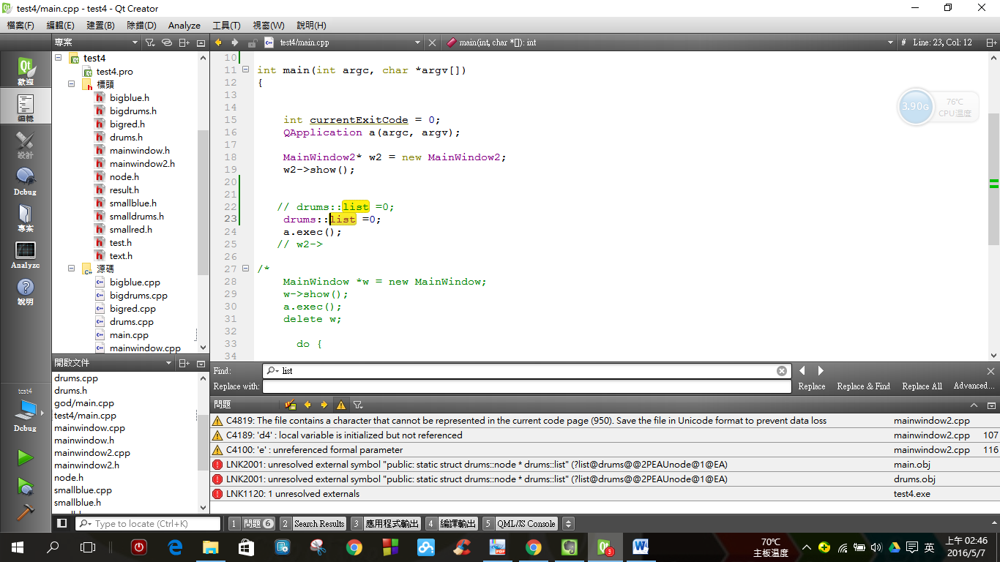 test4/main.cpp - test4 - Qt Creator
檔案(F) 編輯(E) 建置(B) 除錯(D) Analyze 工具(T) 視窗(W) 說明(H)
專案 test4/main.cpp main(int, char *[]): int # Line: 23, Col: 12
歡迎
編輯
設計
Debug
專案
Analyze
說明
test4
Debug
test4
test4.pro
標頭
bigblue.h
bigdrums.h
bigred.h
drums.h
mainwindow.h
mainwindow2.h
node.h
result.h
smallblue.h
smalldrums.h
smallred.h
test.h
text.h
源碼
bigblue.cpp
bigdrums.cpp
bigred.cpp
drums.cpp
main.cpp
mainwindow.cpp
開啟文件
drums.cpp
drums.h
god/main.cpp
test4/main.cpp
mainwindow.cpp
mainwindow.h
mainwindow2.cpp
mainwindow2.h
node.h
smallblue.cpp
smallblue.h
10
11 int main(int argc, char *argv[])
12 {
13
14
15 int currentExitCode = 0;
16 QApplication a(argc, argv);
17
18 MainWindow2* w2 = new MainWindow2;
19 w2->show();
20
21
22 // drums::list =0;
23 drums::list =0;
24 a.exec();
25 // w2->
26
27 /*
28 MainWindow *w = new MainWindow;
29 w->show();
30 a.exec();
31 delete w;
32
33 do {
34
3.90G 76℃
CPU温度
Find: list
Replace with: Replace Replace & Find Replace All Advanced...
問題
C4819: The file contains a character that cannot be represented in the current code page (950). Save the file in Unicode format to prevent data loss mainwindow2.cpp
C4189: 'd4' : local variable is initialized but not referenced mainwindow2.cpp 107
C4100: 'e' : unreferenced formal parameter mainwindow2.cpp 116
LNK2001: unresolved external symbol "public: static struct drums::node * drums::list" (?list@drums@@2PEAUnode@1@EA) main.obj
LNK2001: unresolved external symbol "public: static struct drums::node * drums::list" (?list@drums@@2PEAUnode@1@EA) drums.obj
LNK1120: 1 unresolved externals test4.exe
Type to locate (Ctrl+K) 1 問題 6 2 Search Results 3 應用程式輸出 4 編譯輸出 5 QML/JS Console
70℃
主板溫度
英
上午 02:46
2016/5/7